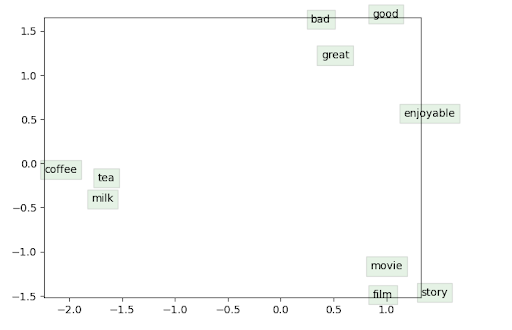 bad
good
1.5
great
1.0
0.5
enjoyable
0.0
coffee
tea
milk
−0.5
−1.0
movie
−1.5
film
story
−2.0 −1.5 −1.0 −0.5 0.0 0.5 1.0